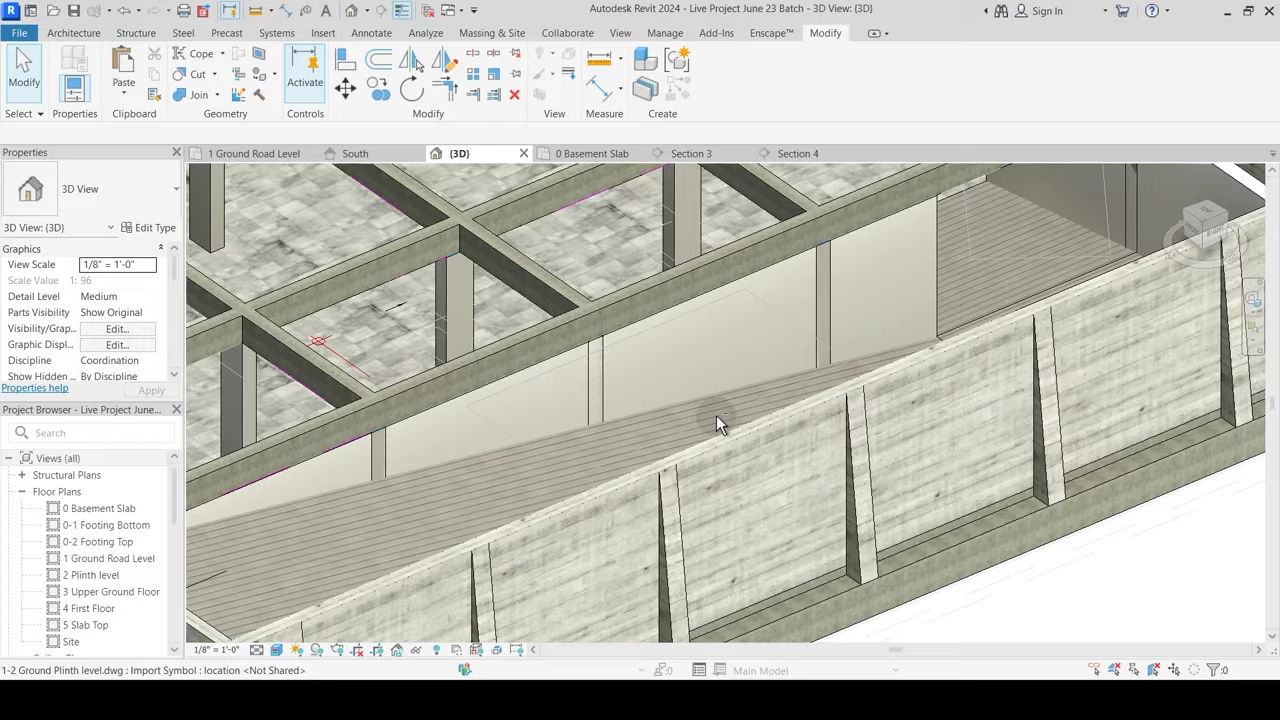 Autodesk Revit 2024 - Live Project June 23 Batch - 3D View: {3D}
Sign In
File Architecture Structure Steel Precast Systems Insert Annotate Analyze Massing & Site Collaborate View Manage Add-Ins Enscape™ Modify
Modify
Paste
Cope
Cut
Join
Activate
Select Properties Clipboard Geometry Controls Modify View Measure Create
Properties
1 Ground Road Level
South
{3D}
0 Basement Slab
Section 3
Section 4
3D View
3D View: {3D}
Edit Type
Graphics
View Scale 1/8" = 1'-0"
Scale Value 1: 96
Detail Level Medium
Parts Visibility Show Original
Visibility/Grap... Edit...
Graphic Displ... Edit...
Discipline Coordination
Show Hidden ... By Discipline
Properties help
Apply
Project Browser - Live Project June...
Search
Views (all)
Structural Plans
Floor Plans
0 Basement Slab
0-1 Footing Bottom
0-2 Footing Top
1 Ground Road Level
2 Plinth level
3 Upper Ground Floor
4 First Floor
5 Slab Top
Site
TOP
RIGHT
1/8" = 1'-0"
1-2 Ground Plinth level.dwg : Import Symbol : location <Not Shared>
:0
Main Model
:0